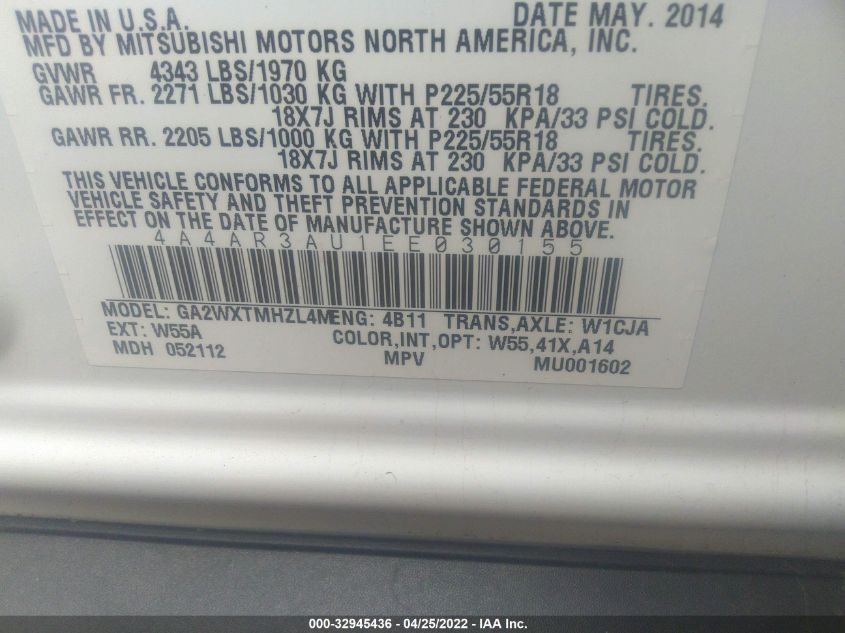 MADE IN U.S.A. DATE MAY. 2014
MFD BY MITSUBISHI MOTORS NORTH AMERICA, INC.
GVWR 4343 LBS/1970 KG
GAWR FR. 2271 LBS/1030 KG WITH P225/55R18 TIRES.
18X7J RIMS AT 230 KPA/33 PSI COLD.
GAWR RR. 2205 LBS/1000 KG WITH P225/55R18 TIRES.
18X7J RIMS AT 230 KPA/33 PSI COLD.
THIS VEHICLE CONFORMS TO ALL APPLICABLE FEDERAL MOTOR
VEHICLE SAFETY AND THEFT PREVENTION STANDARDS IN
EFFECT ON THE DATE OF MANUFACTURE SHOWN ABOVE.
4A4AR3AU1EE030155
MODEL: GA2WXTMHZL4M ENG: 4B11 TRANS,AXLE: W1CJA
EXT: W55A COLOR,INT,OPT: W55,41X,A14
MDH 052112 MPV MU001602
000-32945436 - 04/25/2022 - IAA Inc.